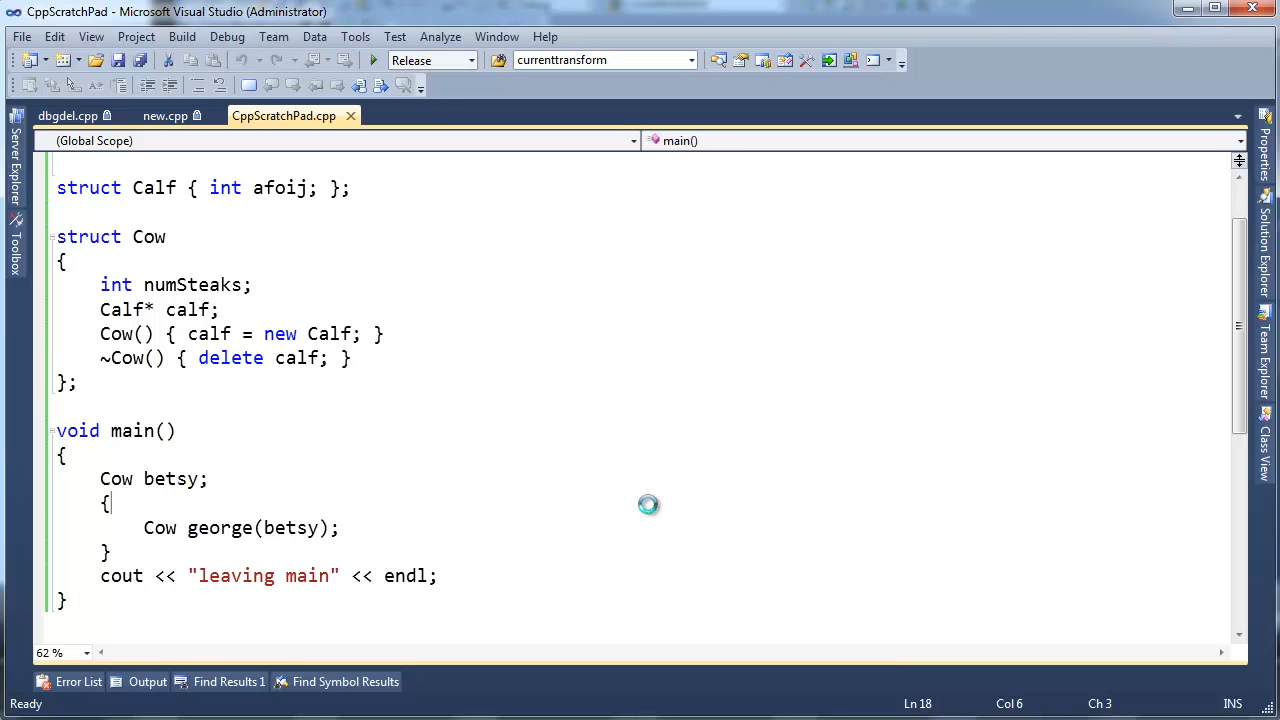 CppScratchPad - Microsoft Visual Studio (Administrator)
File Edit View Project Build Debug Team Data Tools Test Analyze Window Help
Release currenttransform
dbgdel.cpp new.cpp CppScratchPad.cpp
(Global Scope) main()
struct Calf { int afoij; };
struct Cow
{
int numSteaks;
Calf* calf;
Cow() { calf = new Calf; }
~Cow() { delete calf; }
};
void main()
{
Cow betsy;
{
Cow george(betsy);
}
cout << "leaving main" << endl;
}
Server Explorer
Toolbox
Properties
Solution Explorer
Team Explorer
Class View
62 %
Error List Output Find Results 1 Find Symbol Results
Ready Ln 18 Col 6 Ch 3 INS